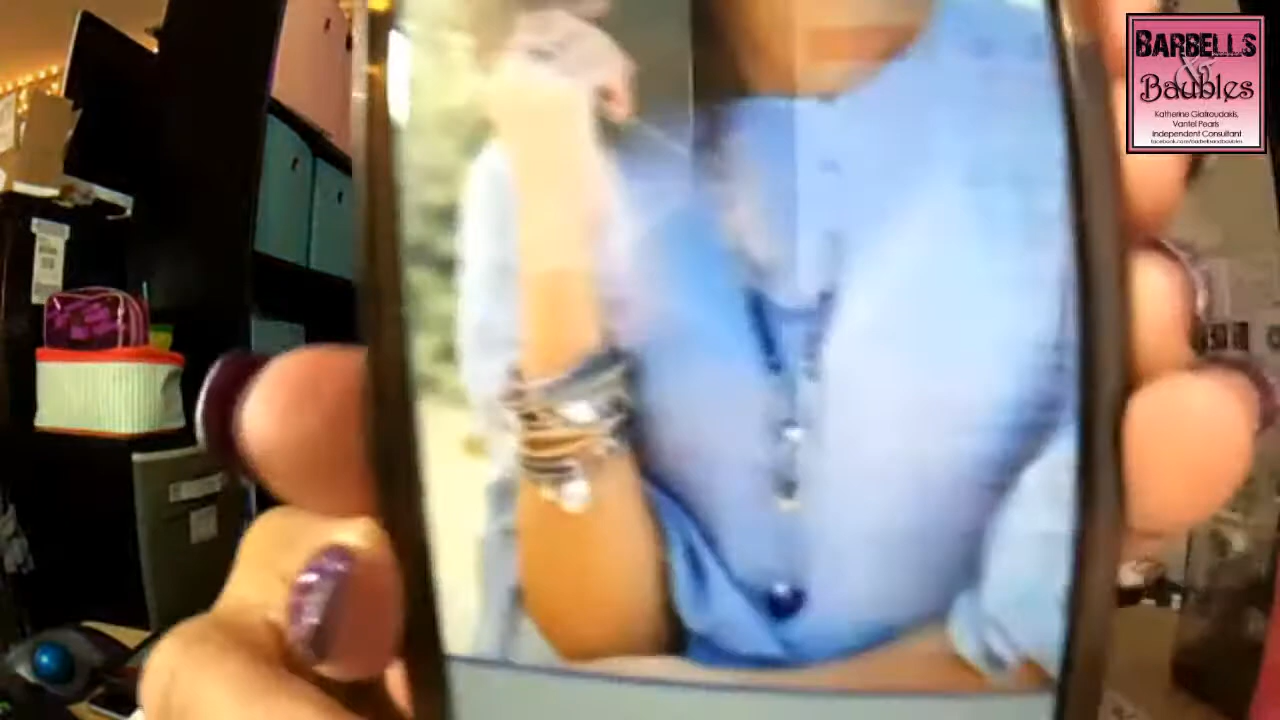 BARBELLS
&
Baubles
Katherine Giatroudakis,
Vantel Pearls
Independent Consultant